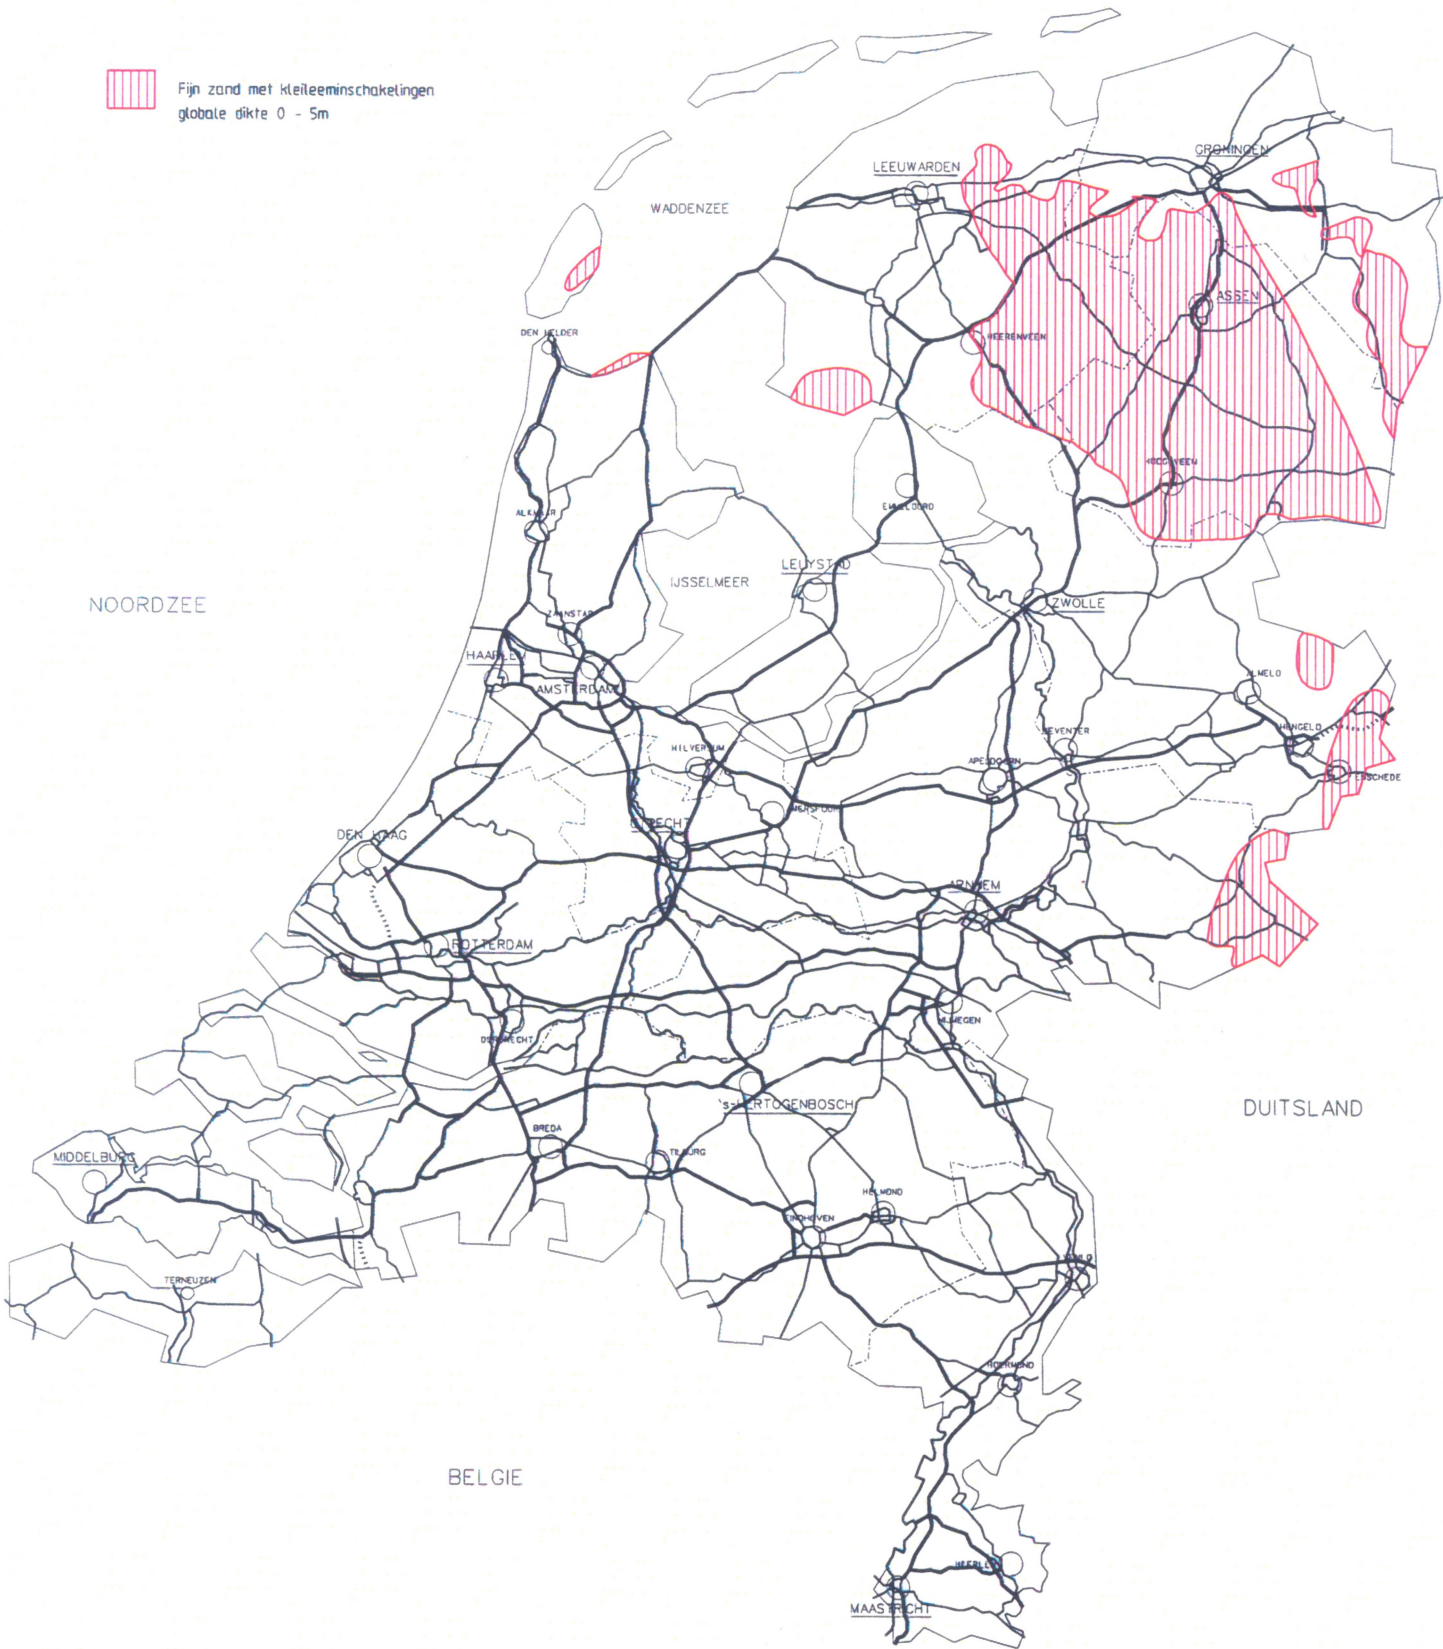 Fijn zand met kleileeminschakelingen
globale dikte 0 - 5m
GRONINGEN
LEEUWARDEN
WADDENZEE
ASSEN
DEN HELDER
HEERENVEEN
HOOGEVEEN
EMMELOORD
ALKMAAR
LELYSTAD
IJSSELMEER
NOORDZEE
ZWOLLE
ZAANSTAD
HAARLEM
ALMELO
AMSTERDAM
HENGELO
DEVENTER
HILVERSUM
APELDOORN
ENSCHEDE
AMERSFOORT
UTRECHT
DEN HAAG
ARNHEM
ROTTERDAM
NIJMEGEN
DORDRECHT
's-HERTOGENBOSCH
DUITSLAND
BREDA
TILBURG
MIDDELBURG
HELMOND
EINDHOVEN
VENLO
TERNEUZEN
ROERMOND
BELGIE
HEERLEN
MAASTRICHT